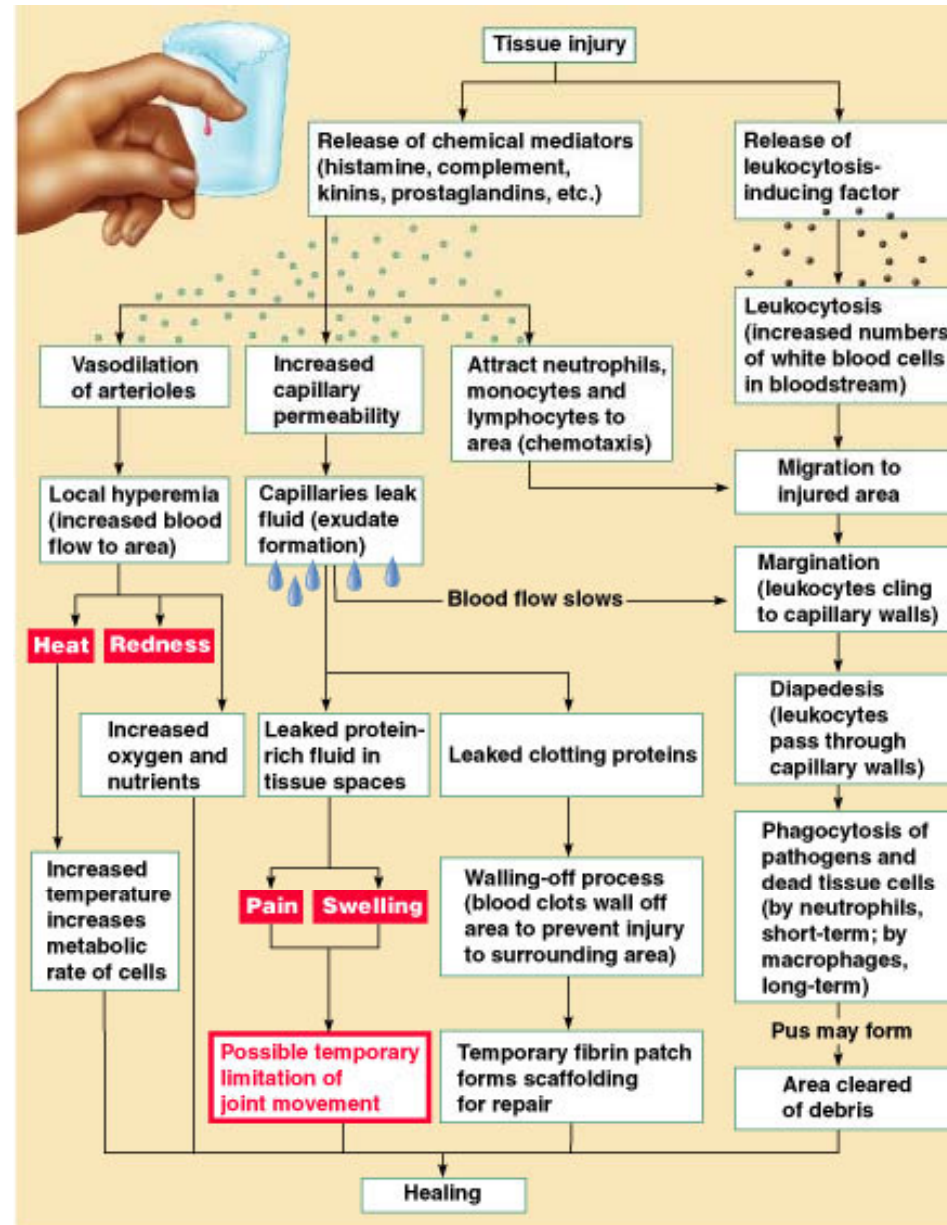 Tissue injury
Release of chemical mediators
(histamine, complement,
kinins, prostaglandins, etc.)
Release of
leukocytosis-
inducing factor
Vasodilation
of arterioles
Increased
capillary
permeability
Attract neutrophils,
monocytes and
lymphocytes to
area (chemotaxis)
Leukocytosis
(increased numbers
of white blood cells
in bloodstream)
Local hyperemia
(increased blood
flow to area)
Capillaries leak
fluid (exudate
formation)
Migration to
injured area
Blood flow slows
Margination
(leukocytes cling
to capillary walls)
Heat
Redness
Increased
oxygen and
nutrients
Leaked protein-
rich fluid in
tissue spaces
Leaked clotting proteins
Diapedesis
(leukocytes
pass through
capillary walls)
Increased
temperature
increases
metabolic
rate of cells
Pain
Swelling
Walling-off process
(blood clots wall off
area to prevent injury
to surrounding area)
Phagocytosis of
pathogens and
dead tissue cells
(by neutrophils,
short-term; by
macrophages,
long-term)
Pus may form
Possible temporary
limitation of
joint movement
Temporary fibrin patch
forms scaffolding
for repair
Area cleared
of debris
Healing